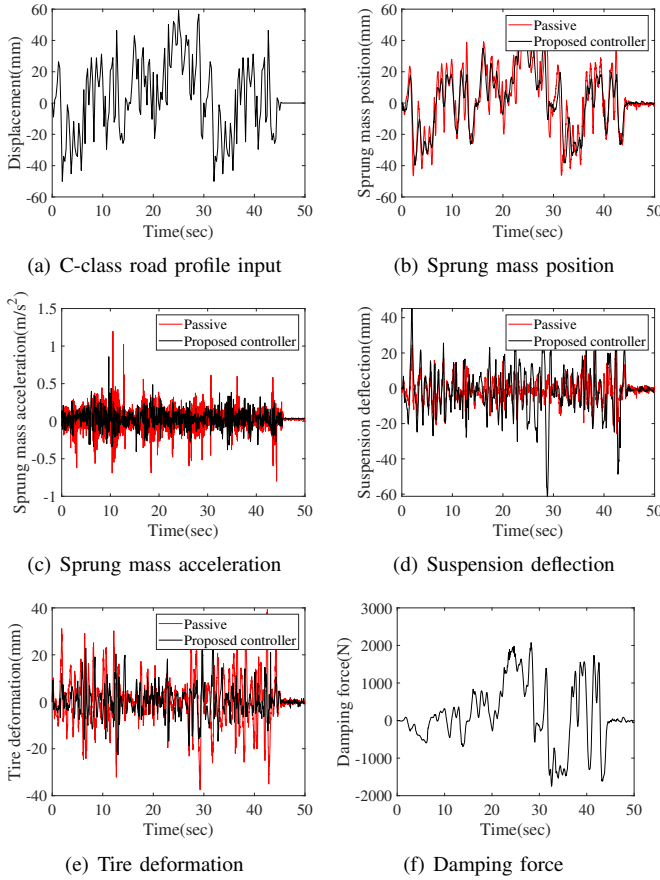 60
40
20
0
-20
-40
-60
Displacement(mm)
0 10 20 30 40 50
Time(sec)
(a) C-class road profile input
60
40
20
0
-20
-40
-60
Sprung mass position(mm)
Passive
Proposed controller
0 10 20 30 40 50
Time(sec)
(b) Sprung mass position
1.5
1
0.5
0
-0.5
-1
Sprung mass acceleration(m/s²)
Passive
Proposed controller
0 10 20 30 40 50
Time(sec)
(c) Sprung mass acceleration
40
20
0
-20
-40
-60
Suspension deflection(mm)
Passive
Proposed controller
0 10 20 30 40 50
Time(sec)
(d) Suspension deflection
40
20
0
-20
-40
Tire deformation(mm)
Passive
Proposed controller
0 10 20 30 40 50
Time(sec)
(e) Tire deformation
3000
2000
1000
0
-1000
-2000
Damping force(N)
0 10 20 30 40 50
Time(sec)
(f) Damping force